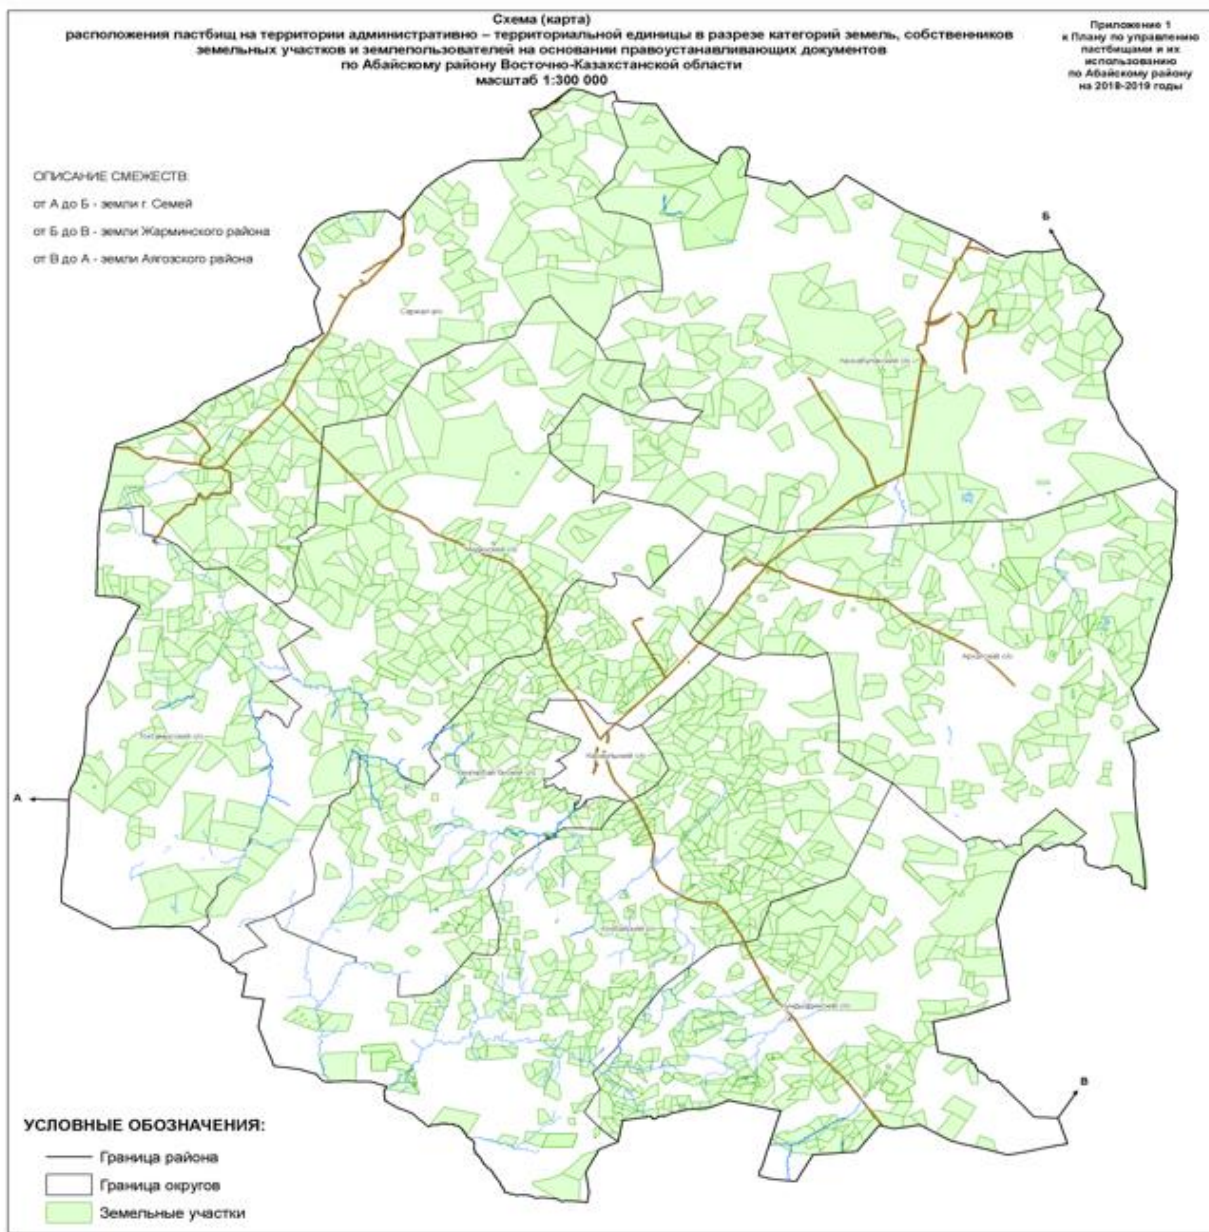 Схема (карта)
расположения пастбищ на территории административно – территориальной единицы в разрезе категорий земель, собственников
земельных участков и землепользователей на основании правоустанавливающих документов
по Абайскому району Восточно-Казахстанской области
масштаб 1:300 000
Приложение 1
к Плану по управлению
пастбищами и их
использованию
по Абайскому району
на 2018-2019 годы
ОПИСАНИЕ СМЕЖЕСТВ:
от А до Б - земли г. Семей
от Б до В - земли Жарминского района
от В до А - земли Аягозского района
Б
Саржал а/о
с/о
с/о
Архатский с/о
с/о
Карауылский с/о
с/о
А
с/о
с/о
В
УСЛОВНЫЕ ОБОЗНАЧЕНИЯ:
Граница района
Граница округов
Земельные участки